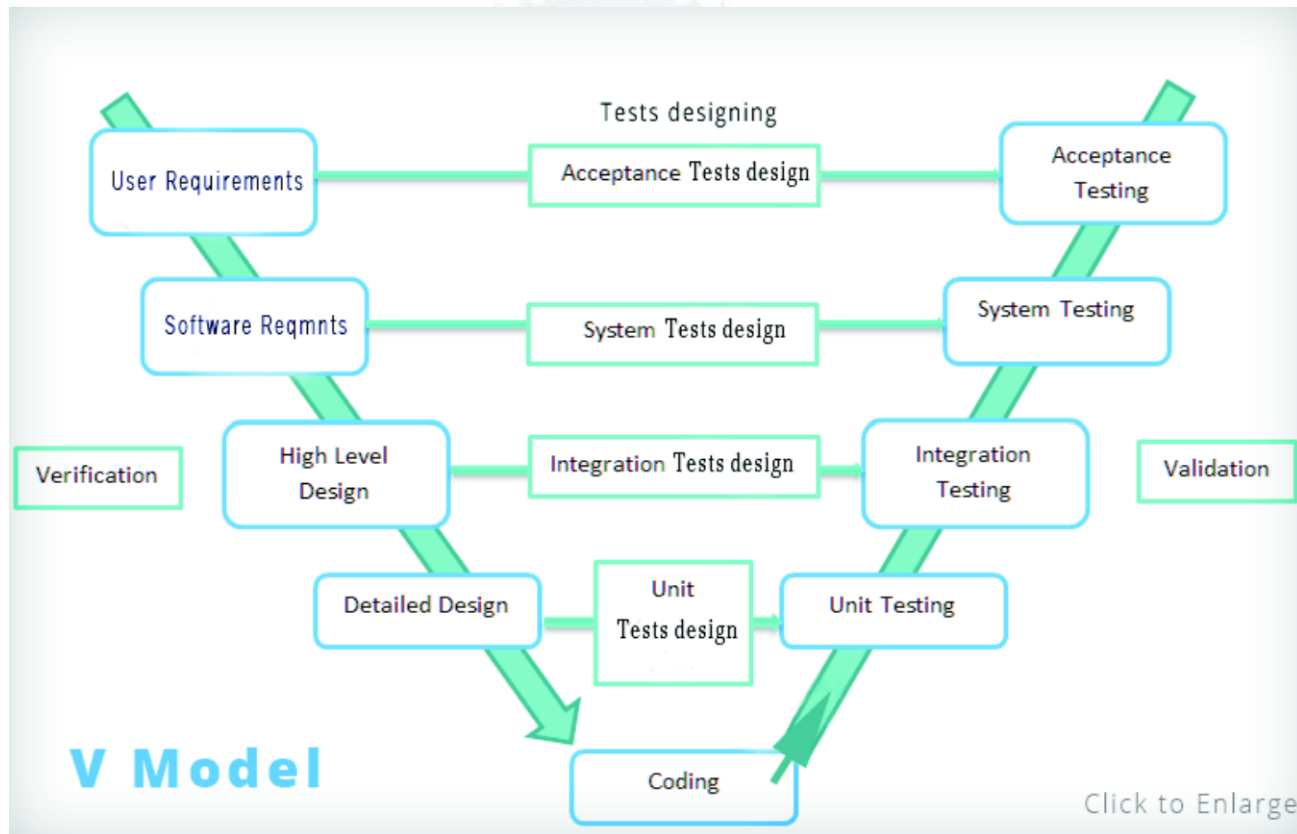 Tests designing
User Requirements
Acceptance Tests design
Acceptance
Testing
Software Reqmnts
System Tests design
System Testing
Verification
High Level
Design
Integration Tests design
Integration
Testing
Validation
Detailed Design
Unit
Tests design
Unit Testing
V Model
Coding
Click to Enlarge